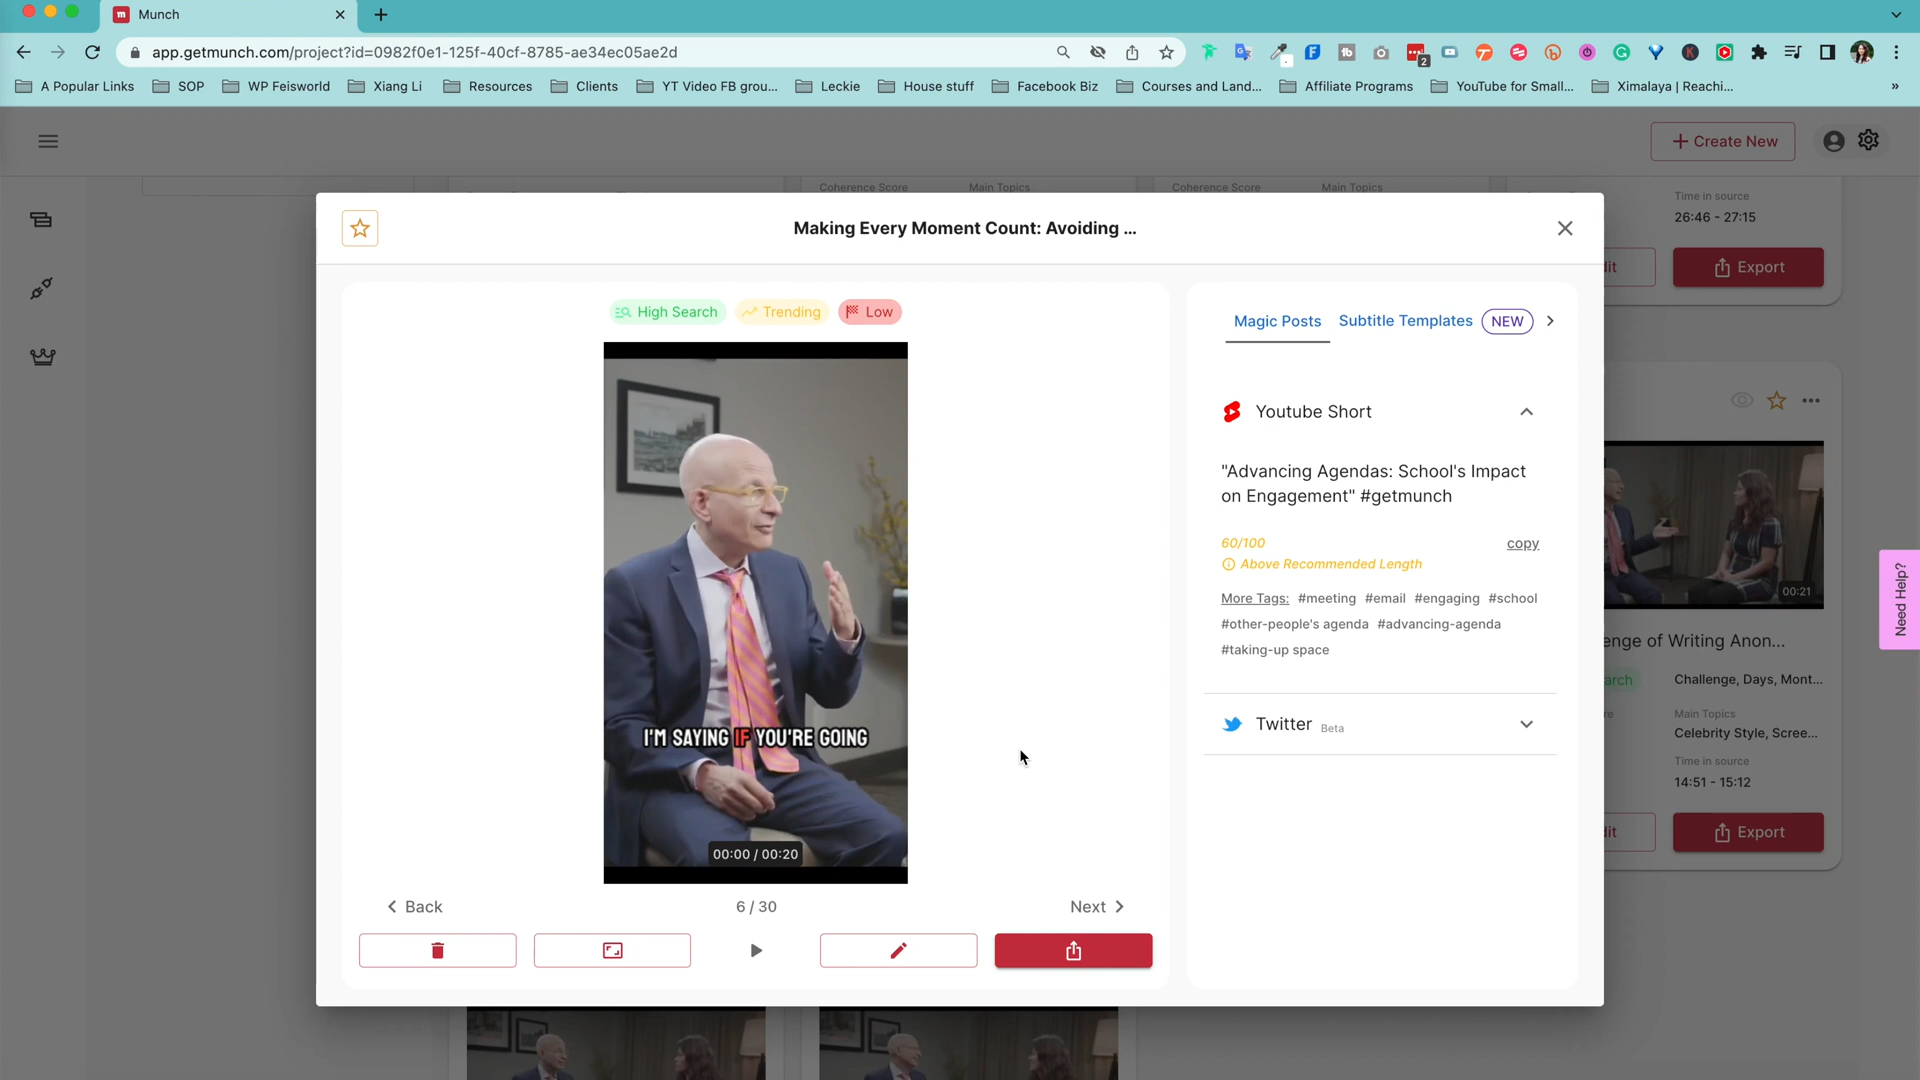 Munch
app.getmunch.com/project?id=0982f0e1-125f-40cf-8785-ae34ec05ae2d
2
A Popular Links
SOP
WP Feisworld
Xiang Li
Resources
Clients
YT Video FB grou...
Leckie
House stuff
Facebook Biz
Courses and Land...
Affiliate Programs
YouTube for Small...
Ximalaya | Reachi...
»
+ Create New
Coherence Score
Main Topics
Coherence Score
Main Topics
Time in source
26:46 - 27:15
dit
Export
Making Every Moment Count: Avoiding ...
High Search
Trending
Low
I'M SAYING IF YOU'RE GOING
00:00 / 00:20
Back
6 / 30
Next
Magic Posts
Subtitle Templates
NEW
Youtube Short
"Advancing Agendas: School's Impact
on Engagement" #getmunch
60/100
copy
Above Recommended Length
More Tags: #meeting #email #engaging #school
#other-people's agenda #advancing-agenda
#taking-up space
Twitter Beta
00:21
enge of Writing Anon...
arch
Challenge, Days, Mont...
re
Main Topics
Celebrity Style, Scree...
Time in source
14:51 - 15:12
dit
Export
Need Help?